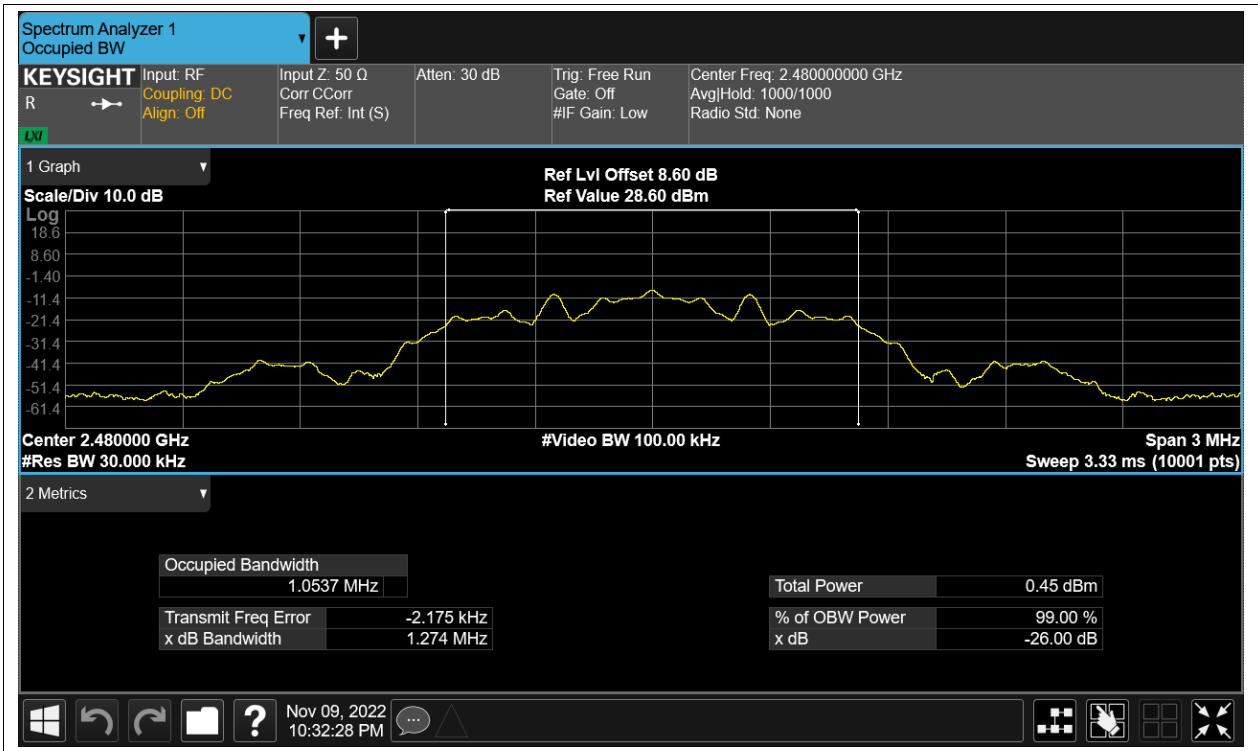 Spectrum Analyzer 1
Occupied BW
KEYSIGHT
R
LXI
Input: RF
Coupling: DC
Align: Off
Input Z: 50 Ω
Corr CCorr
Freq Ref: Int (S)
Atten: 30 dB
Trig: Free Run
Gate: Off
#IF Gain: Low
Center Freq: 2.480000000 GHz
Avg|Hold: 1000/1000
Radio Std: None
1 Graph
Scale/Div 10.0 dB
Ref Lvl Offset 8.60 dB
Ref Value 28.60 dBm
Log
18.6
8.60
-1.40
-11.4
-21.4
-31.4
-41.4
-51.4
-61.4
Center 2.480000 GHz
#Res BW 30.000 kHz
#Video BW 100.00 kHz
Span 3 MHz
Sweep 3.33 ms (10001 pts)
2 Metrics
Occupied Bandwidth
1.0537 MHz
Transmit Freq Error -2.175 kHz
x dB Bandwidth 1.274 MHz
Total Power 0.45 dBm
% of OBW Power 99.00 %
x dB -26.00 dB
?
Nov 09, 2022
10:32:28 PM